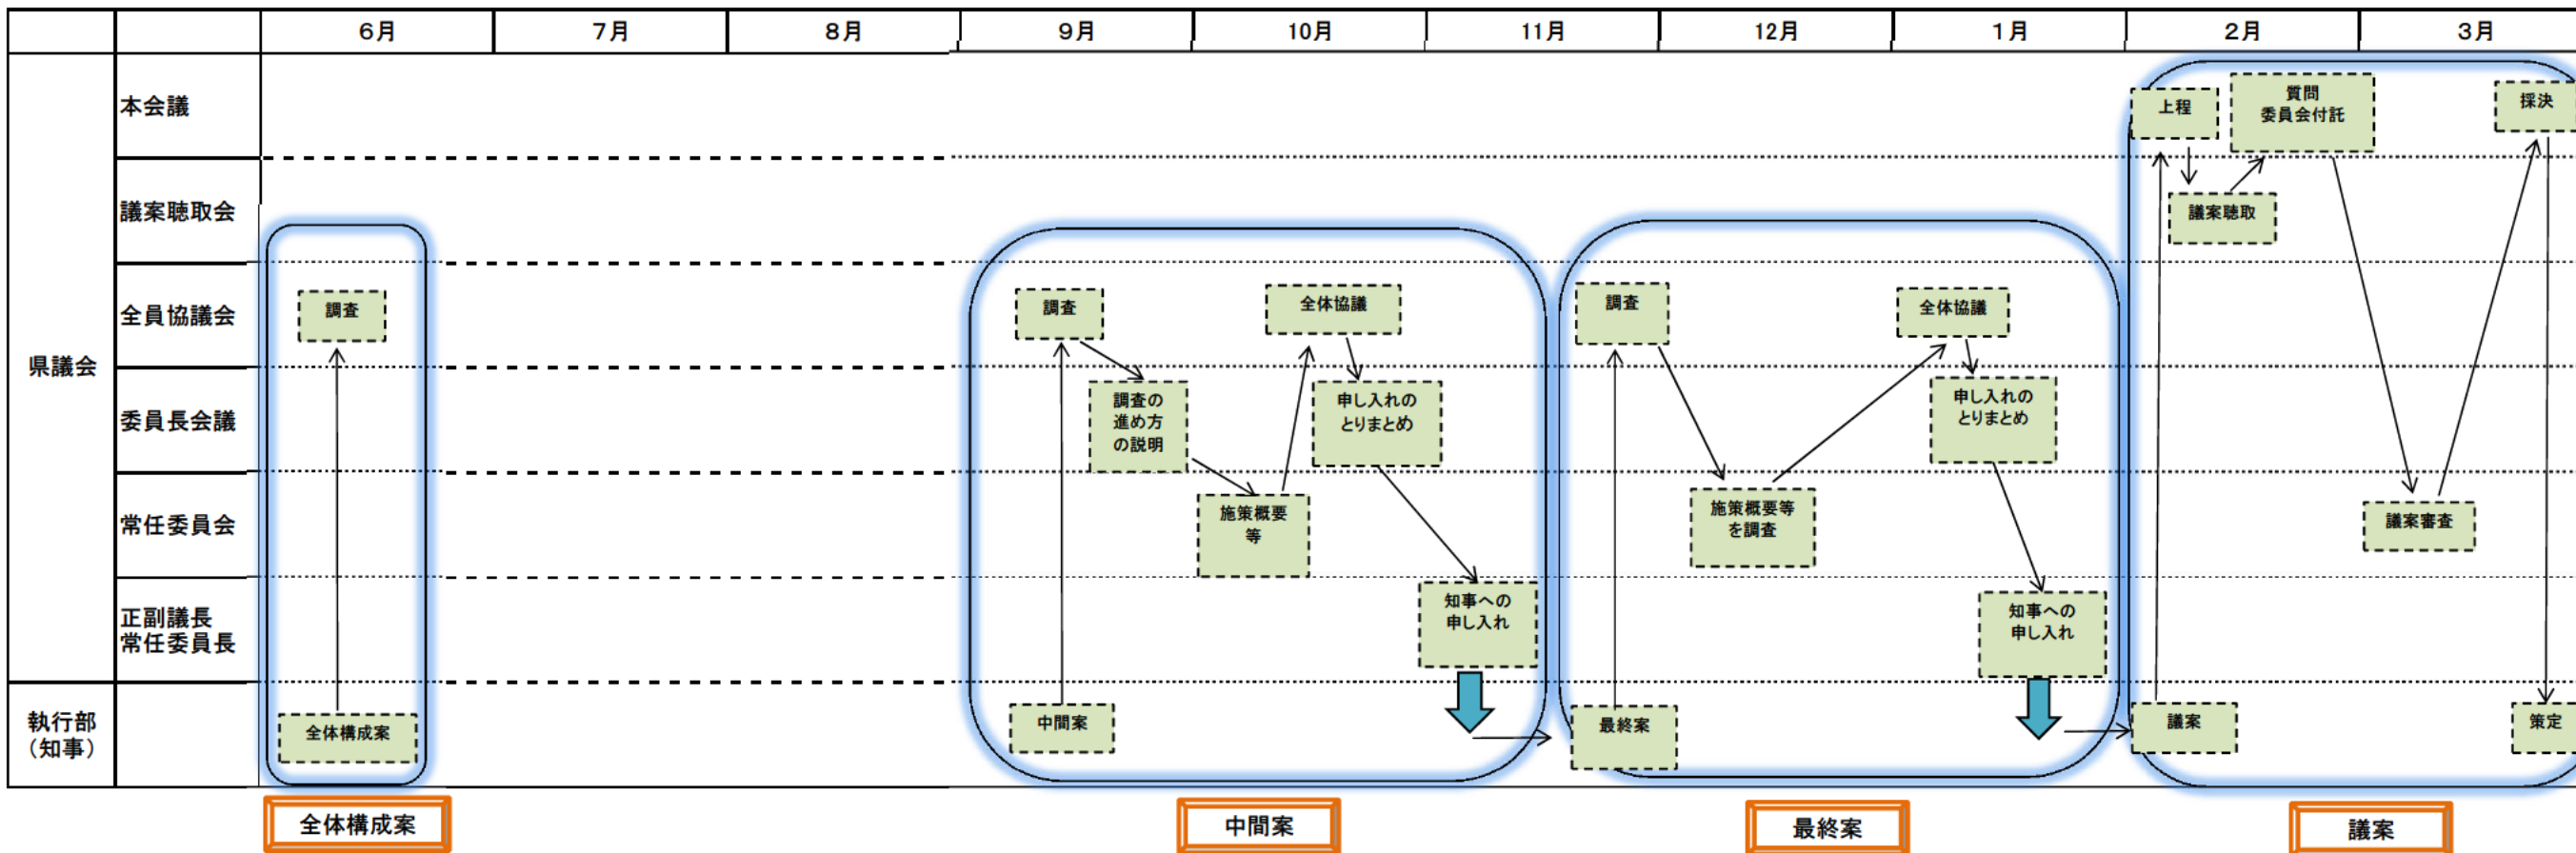 6月
7月
8月
9月
10月
11月
12月
1月
2月
3月
県議会
本会議
上程
質問
委員会付託
採決
議案聴取会
議案聴取
全員協議会
調査
調査
全体協議
調査
全体協議
委員長会議
調査の
進め方
の説明
申し入れの
とりまとめ
申し入れの
とりまとめ
常任委員会
施策概要
等
施策概要等
を調査
議案審査
正副議長
常任委員長
知事への
申し入れ
知事への
申し入れ
執行部
（知事）
全体構成案
中間案
最終案
議案
策定
全体構成案
中間案
最終案
議案